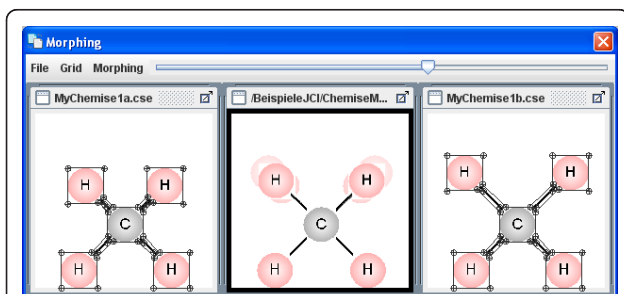 Morphing
File Grid Morphing
MyChemise1a.cse
/BeispieleJCI/ChemiseM...
MyChemise1b.cse
H H
C
H H
H H
C
H H
H H
C
H H